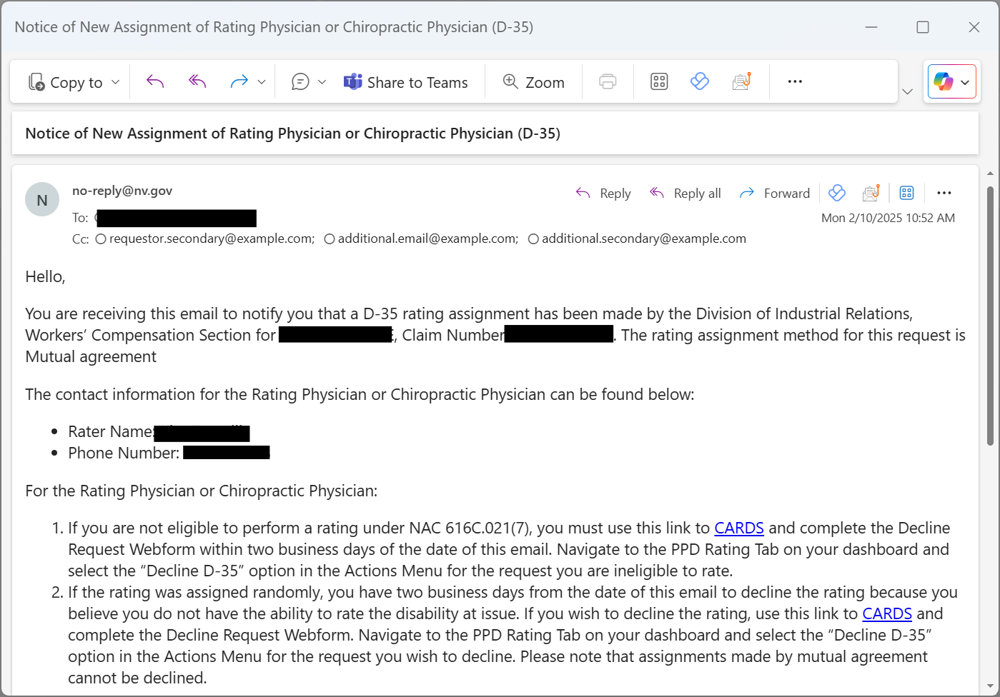 Notice of New Assignment of Rating Physician or Chiropractic Physician (D-35)
Copy to
Share to Teams
Zoom
Notice of New Assignment of Rating Physician or Chiropractic Physician (D-35)
N
no-reply@nv.gov
Reply
Reply all
Forward
To:
Mon 2/10/2025 10:52 AM
Cc: requestor.secondary@example.com; additional.email@example.com; additional.secondary@example.com
Hello,
You are receiving this email to notify you that a D-35 rating assignment has been made by the Division of Industrial Relations,
Workers’ Compensation Section for , Claim Number . The rating assignment method for this request is
Mutual agreement
The contact information for the Rating Physician or Chiropractic Physician can be found below:
• Rater Name:
• Phone Number:
For the Rating Physician or Chiropractic Physician:
1. If you are not eligible to perform a rating under NAC 616C.021(7), you must use this link to CARDS and complete the Decline
Request Webform within two business days of the date of this email. Navigate to the PPD Rating Tab on your dashboard and
select the “Decline D-35” option in the Actions Menu for the request you are ineligible to rate.
2. If the rating was assigned randomly, you have two business days from the date of this email to decline the rating because you
believe you do not have the ability to rate the disability at issue. If you wish to decline the rating, use this link to CARDS and
complete the Decline Request Webform. Navigate to the PPD Rating Tab on your dashboard and select the “Decline D-35”
option in the Actions Menu for the request you wish to decline. Please note that assignments made by mutual agreement
cannot be declined.